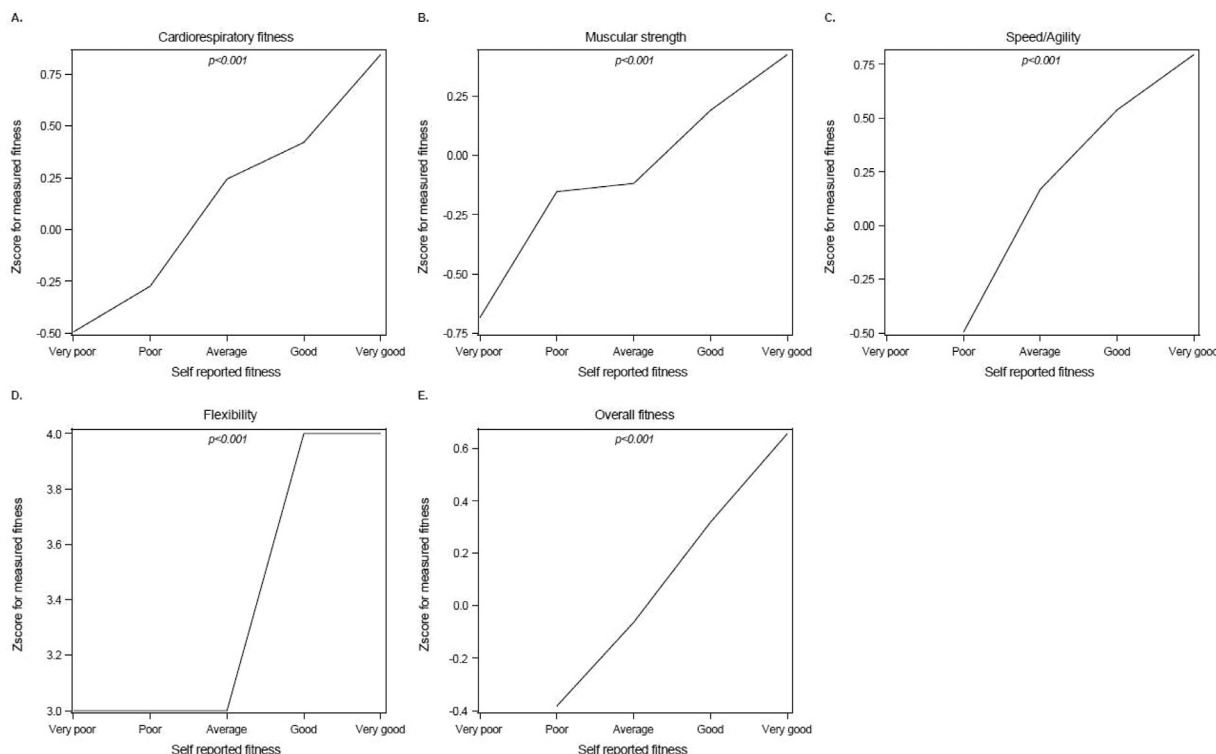 A.
Cardiorespiratory fitness
p<0.001
0.75
0.50
0.25
0.00
-0.25
-0.50
Zscore for measured fitness
Very poor Poor Average Good Very good
Self reported fitness
B.
Muscular strength
p<0.001
0.25
0.00
-0.25
-0.50
-0.75
Zscore for measured fitness
Very poor Poor Average Good Very good
Self reported fitness
C.
Speed/Agility
p<0.001
0.75
0.50
0.25
0.00
-0.25
-0.50
Zscore for measured fitness
Very poor Poor Average Good Very good
Self reported fitness
D.
Flexibility
p<0.001
4.0
3.8
3.6
3.4
3.2
3.0
Zscore for measured fitness
Very poor Poor Average Good Very good
Self reported fitness
E.
Overall fitness
p<0.001
0.6
0.4
0.2
0.0
-0.2
-0.4
Zscore for measured fitness
Very poor Poor Average Good Very good
Self reported fitness